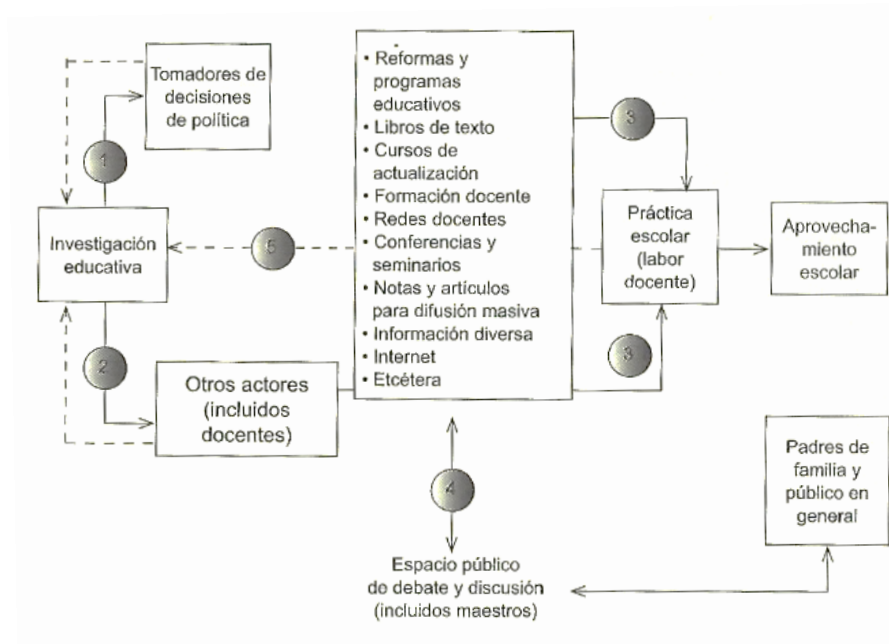 Tomadores de
decisiones
de política
1
Investigación
educativa
2
Otros actores
(incluidos
docentes)
5
• Reformas y
programas
educativos
• Libros de texto
• Cursos de
actualización
• Formación docente
• Redes docentes
• Conferencias y
seminarios
• Notas y artículos
para difusión masiva
• Información diversa
• Internet
• Etcétera
3
Práctica
escolar
(labor
docente)
3
Aprovecha-
miento
escolar
4
Espacio público
de debate y discusión
(incluidos maestros)
Padres de
familia y
público en
general